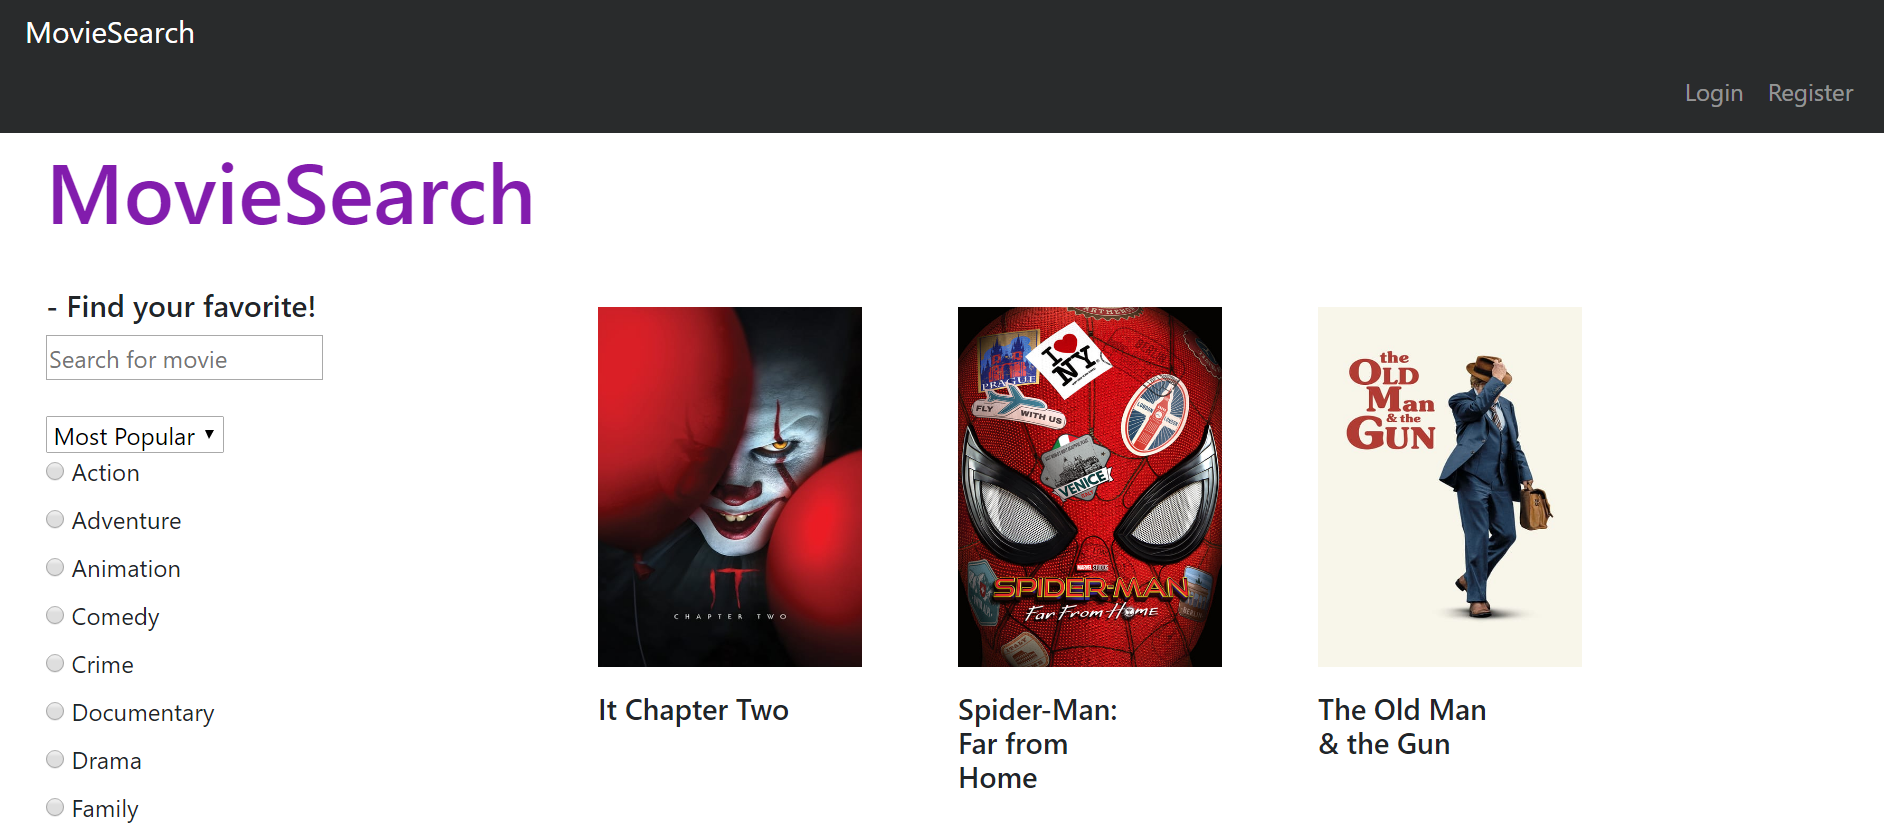 MovieSearch
Login Register
MovieSearch
- Find your favorite!
Search for movie
Most Popular
Action
Adventure
Animation
Comedy
Crime
Documentary
Drama
Family
IT
CHAPTER TWO
It Chapter Two
I NY
PRAGUE
FLY WITH US
VENICE
MARVEL STUDIOS
SPIDER-MAN
Far From Home
Spider-Man:
Far from
Home
the
OLD
Man
& the
GUN
The Old Man
& the Gun